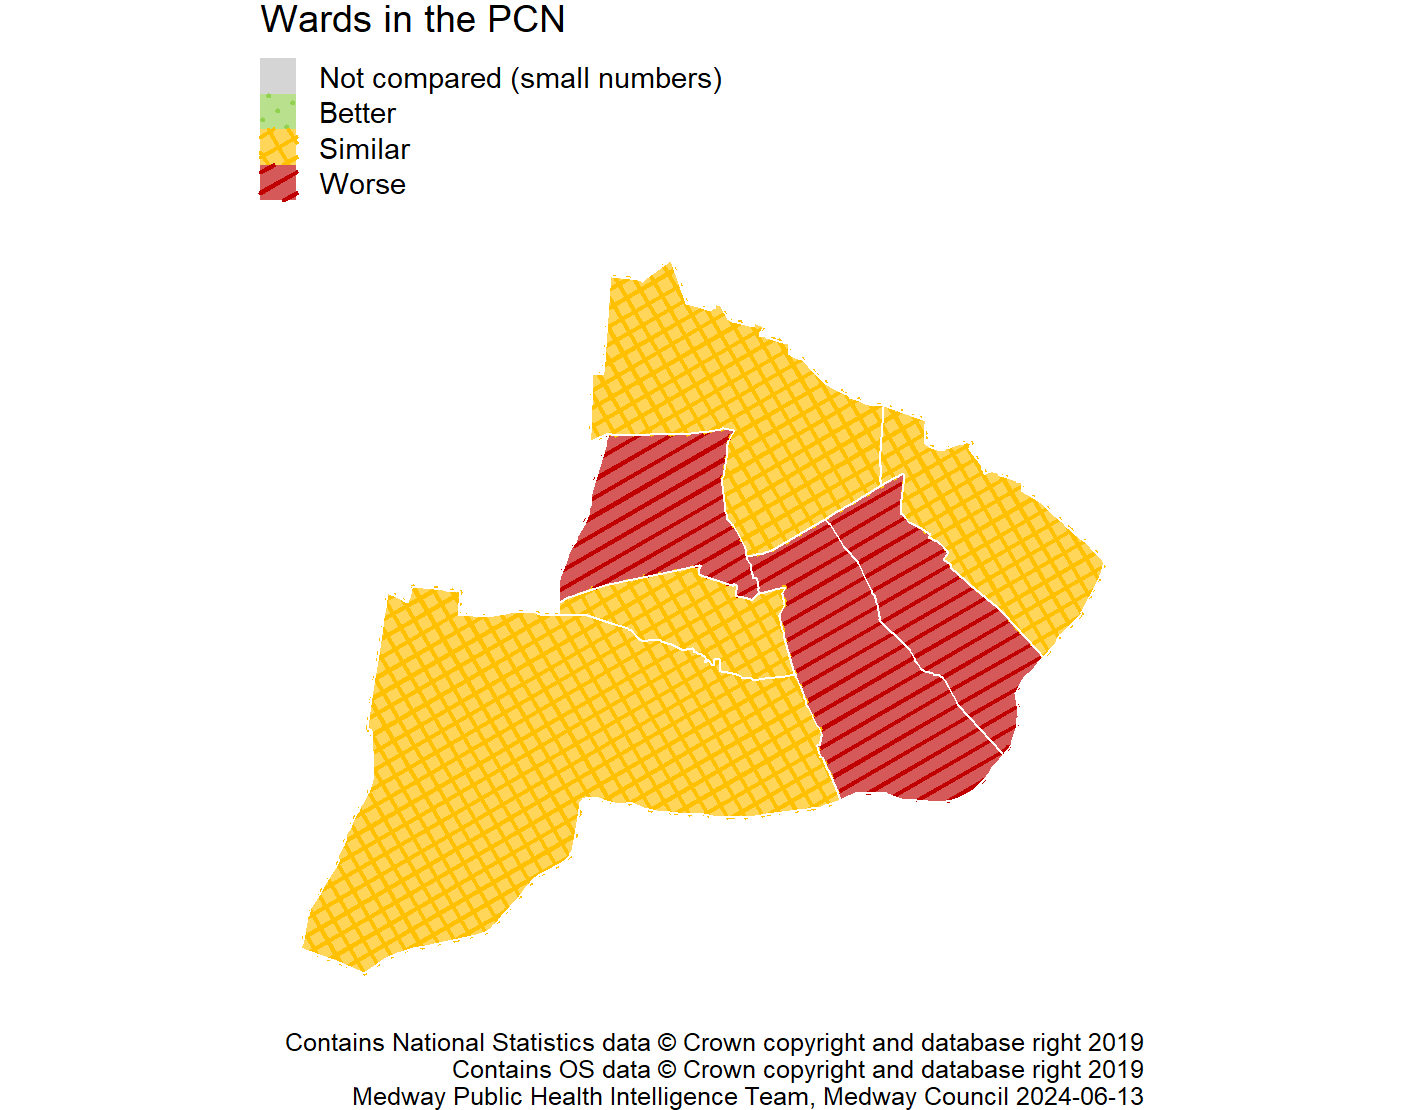 Wards in the PCN
Not compared (small numbers)
Better
Similar
Worse
Contains National Statistics data © Crown copyright and database right 2019
Contains OS data © Crown copyright and database right 2019
Medway Public Health Intelligence Team, Medway Council 2024-06-13